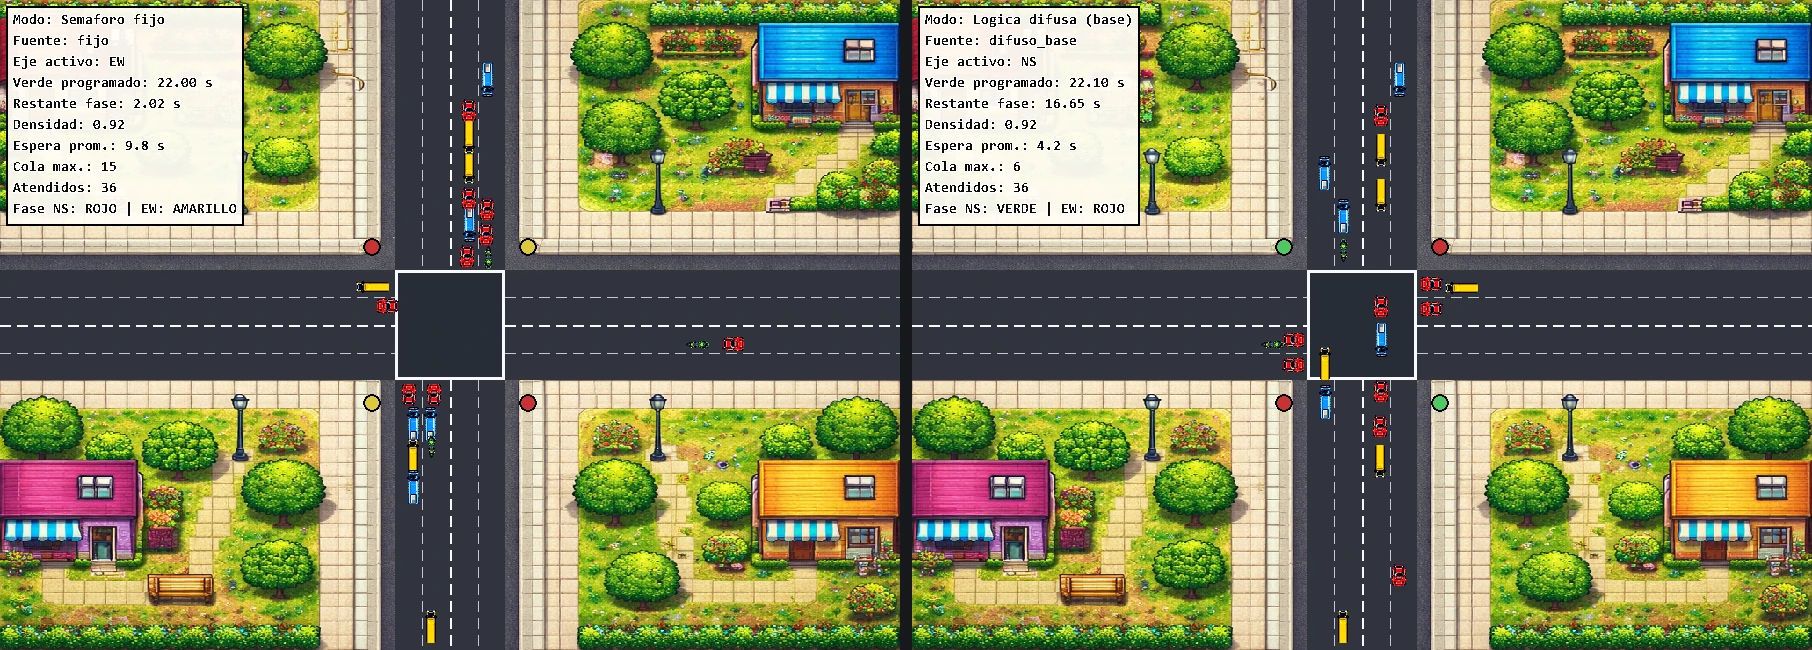 Modo: Semaforo fijo
Fuente: fijo
Eje activo: EW
Verde programado: 22.00 s
Restante fase: 2.02 s
Densidad: 0.92
Espera prom.: 9.8 s
Cola max.: 15
Atendidos: 36
Fase NS: ROJO | EW: AMARILLO
Modo: Logica difusa (base)
Fuente: difuso_base
Eje activo: NS
Verde programado: 22.10 s
Restante fase: 16.65 s
Densidad: 0.92
Espera prom.: 4.2 s
Cola max.: 6
Atendidos: 36
Fase NS: VERDE | EW: ROJO